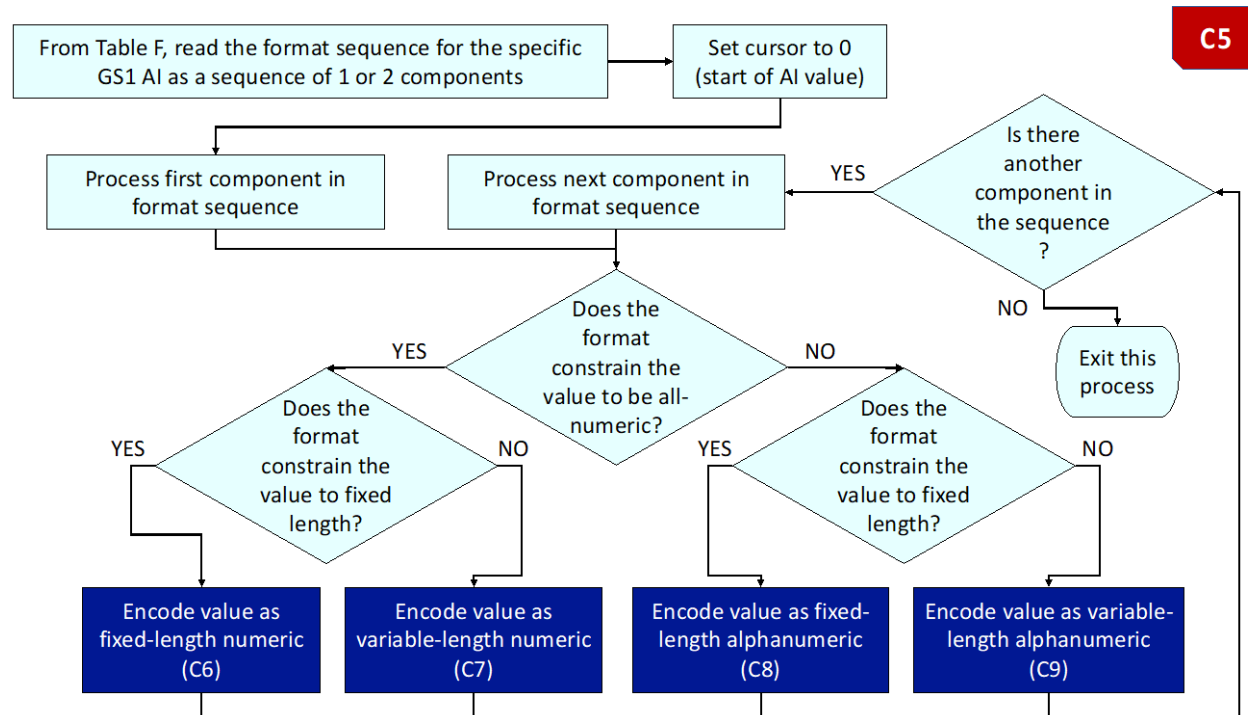 From Table F, read the format sequence for the specific
GS1 AI as a sequence of 1 or 2 components
Set cursor to 0
(start of AI value)
C5
Process first component in
format sequence
Process next component in
format sequence
YES
Is there
another
component in
the sequence
?
NO
Exit this
process
Does the
format
constrain the
value to be all-
numeric?
YES
NO
Does the
format
constrain the
value to fixed
length?
YES
NO
Does the
format
constrain the
value to fixed
length?
YES
NO
Encode value as
fixed-length numeric
(C6)
Encode value as
variable-length numeric
(C7)
Encode value as fixed-
length alphanumeric
(C8)
Encode value as variable-
length alphanumeric
(C9)